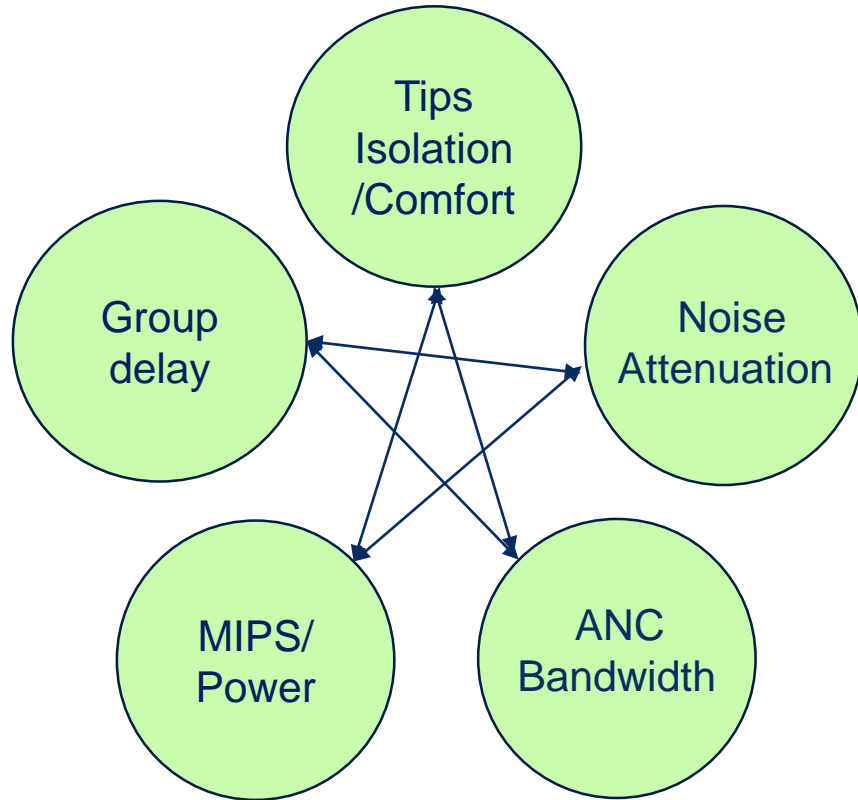 Tips
Isolation
/Comfort
Group
delay
Noise
Attenuation
MIPS/
Power
ANC
Bandwidth